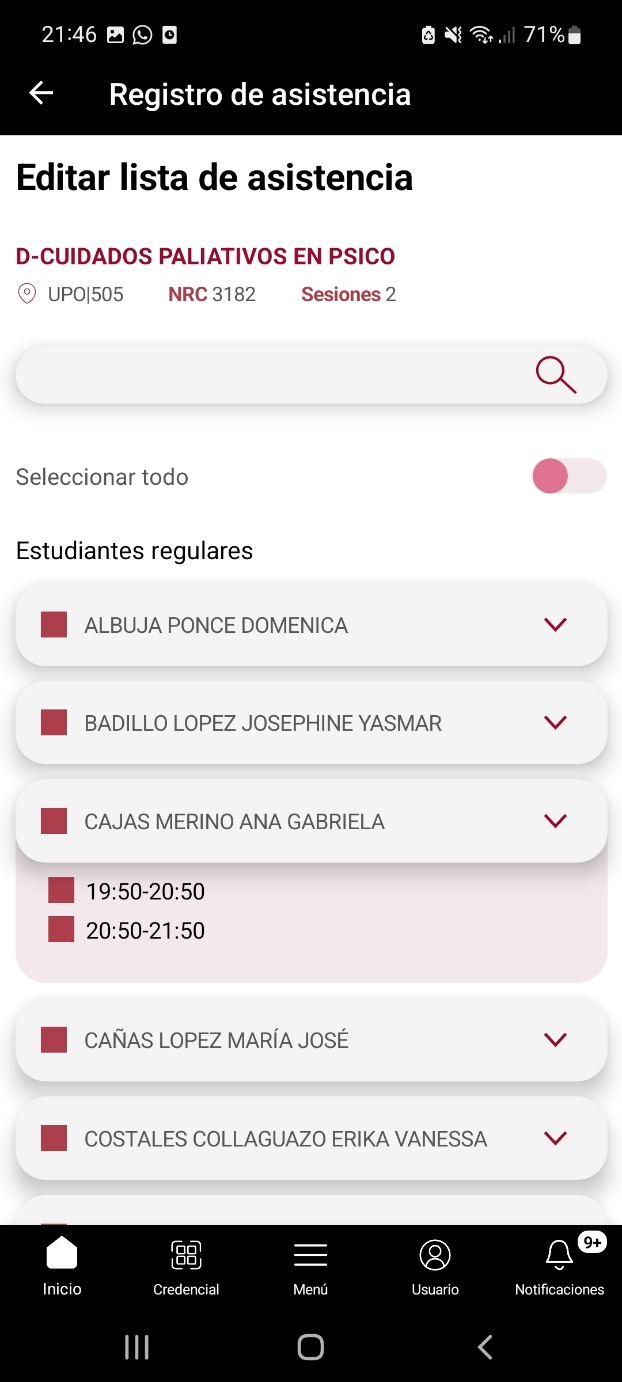 21:46 71%
Registro de asistencia
Editar lista de asistencia
D-CUIDADOS PALIATIVOS EN PSICO
UPO|505 NRC 3182 Sesiones 2
Seleccionar todo
Estudiantes regulares
ALBUJA PONCE DOMENICA
BADILLO LOPEZ JOSEPHINE YASMAR
CAJAS MERINO ANA GABRIELA
19:50-20:50
20:50-21:50
CAÑAS LOPEZ MARÍA JOSÉ
COSTALES COLLAGUAZO ERIKA VANESSA
9+
Inicio Credencial Menú Usuario Notificaciones